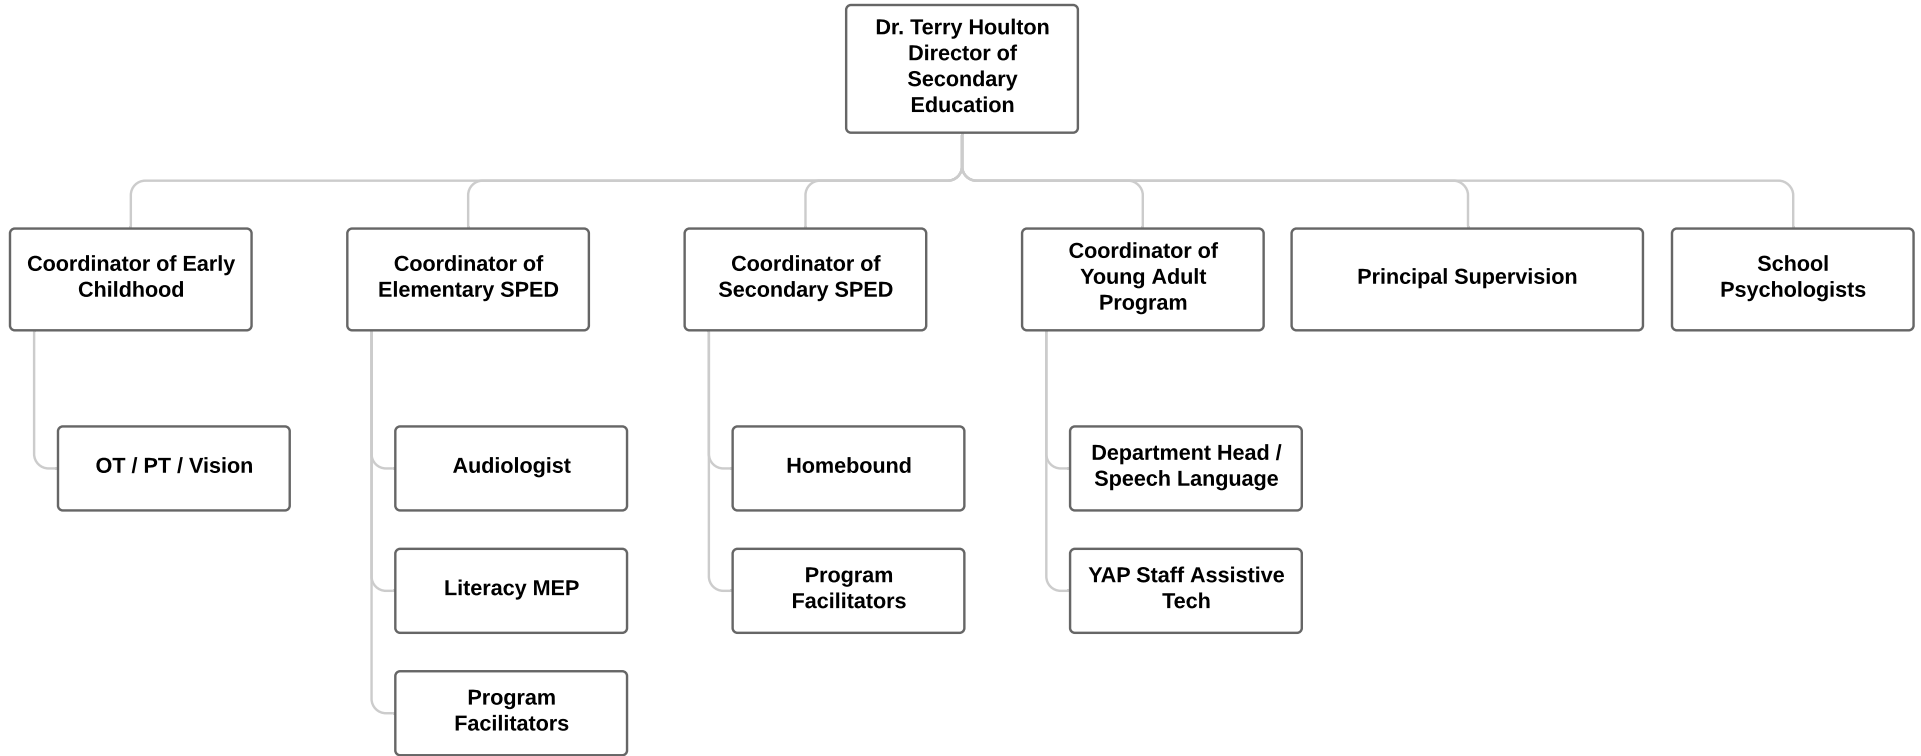 Dr. Terry Houlton
Director of
Secondary
Education
Coordinator of Early
Childhood
Coordinator of
Elementary SPED
Coordinator of
Secondary SPED
Coordinator of
Young Adult
Program
Principal Supervision
School
Psychologists
OT / PT / Vision
Audiologist
Homebound
Department Head /
Speech Language
Literacy MEP
Program
Facilitators
YAP Staff Assistive
Tech
Program
Facilitators